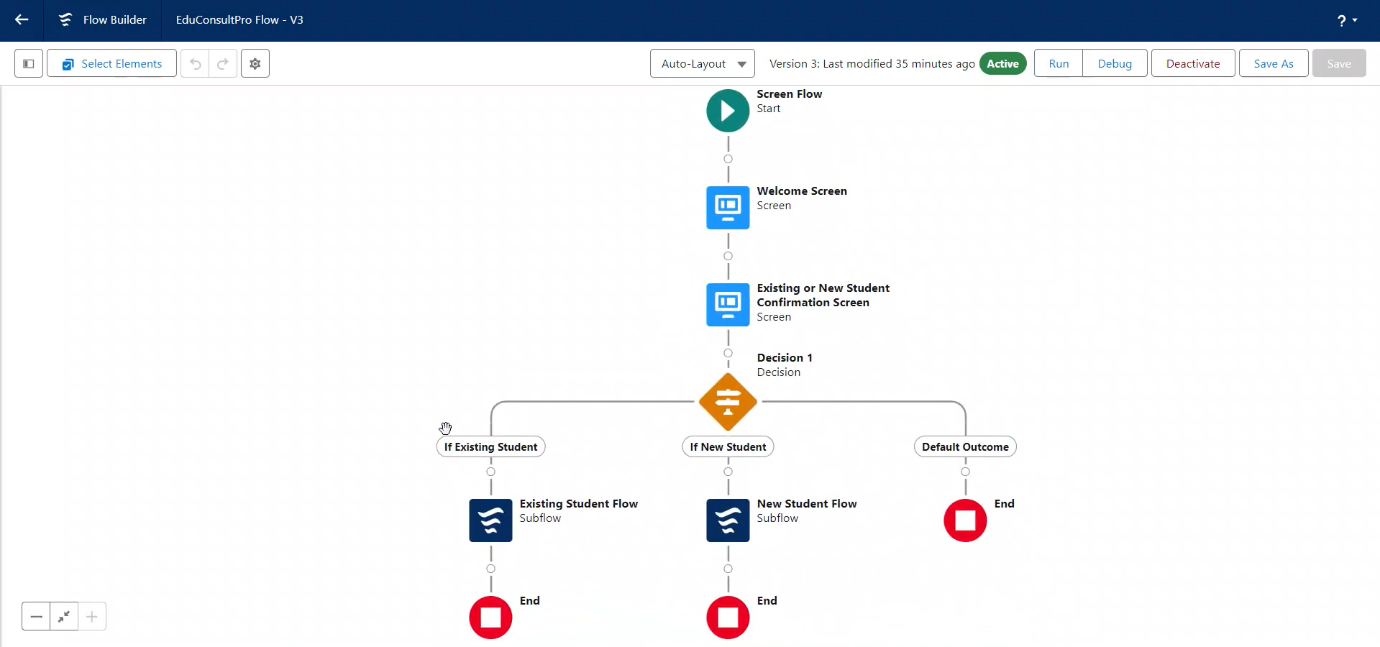 Flow Builder
EduConsultPro Flow - V3
?
Select Elements
Auto-Layout
Version 3: Last modified 35 minutes ago
Active
Run
Debug
Deactivate
Save As
Save
Screen Flow
Start
Welcome Screen
Screen
Existing or New Student
Confirmation Screen
Screen
Decision 1
Decision
If Existing Student
If New Student
Default Outcome
Existing Student Flow
Subflow
New Student Flow
Subflow
End
End
End